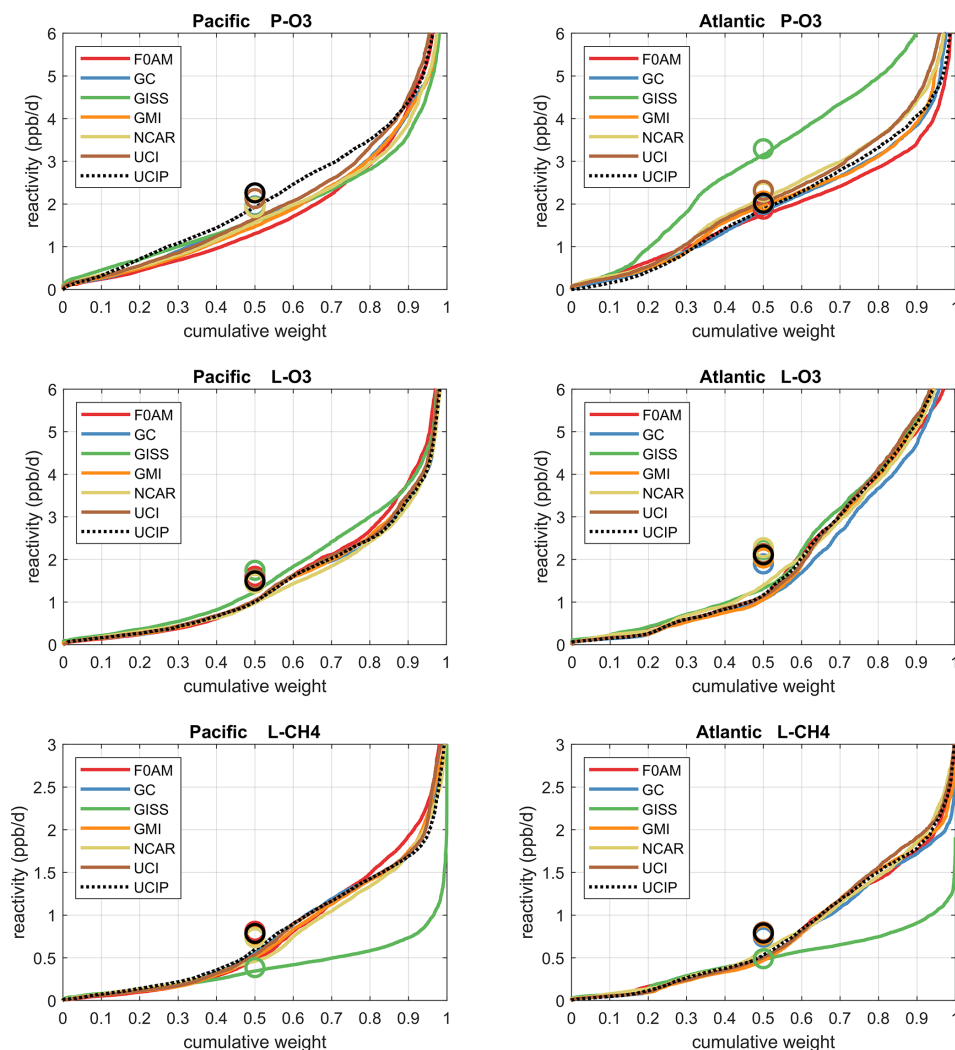 Pacific P-O3
6
5
4
3
2
1
0
reactivity (ppb/d)
F0AM
GC
GISS
GMI
NCAR
UCI
UCIP
0 0.1 0.2 0.3 0.4 0.5 0.6 0.7 0.8 0.9 1
cumulative weight
Atlantic P-O3
6
5
4
3
2
1
0
reactivity (ppb/d)
F0AM
GC
GISS
GMI
NCAR
UCI
UCIP
0 0.1 0.2 0.3 0.4 0.5 0.6 0.7 0.8 0.9 1
cumulative weight
Pacific L-O3
6
5
4
3
2
1
0
reactivity (ppb/d)
F0AM
GC
GISS
GMI
NCAR
UCI
UCIP
0 0.1 0.2 0.3 0.4 0.5 0.6 0.7 0.8 0.9 1
cumulative weight
Atlantic L-O3
6
5
4
3
2
1
0
reactivity (ppb/d)
F0AM
GC
GISS
GMI
NCAR
UCI
UCIP
0 0.1 0.2 0.3 0.4 0.5 0.6 0.7 0.8 0.9 1
cumulative weight
Pacific L-CH4
3
2.5
2
1.5
1
0.5
0
reactivity (ppb/d)
F0AM
GC
GISS
GMI
NCAR
UCI
UCIP
0 0.1 0.2 0.3 0.4 0.5 0.6 0.7 0.8 0.9 1
cumulative weight
Atlantic L-CH4
3
2.5
2
1.5
1
0.5
0
reactivity (ppb/d)
F0AM
GC
GISS
GMI
NCAR
UCI
UCIP
0 0.1 0.2 0.3 0.4 0.5 0.6 0.7 0.8 0.9 1
cumulative weight